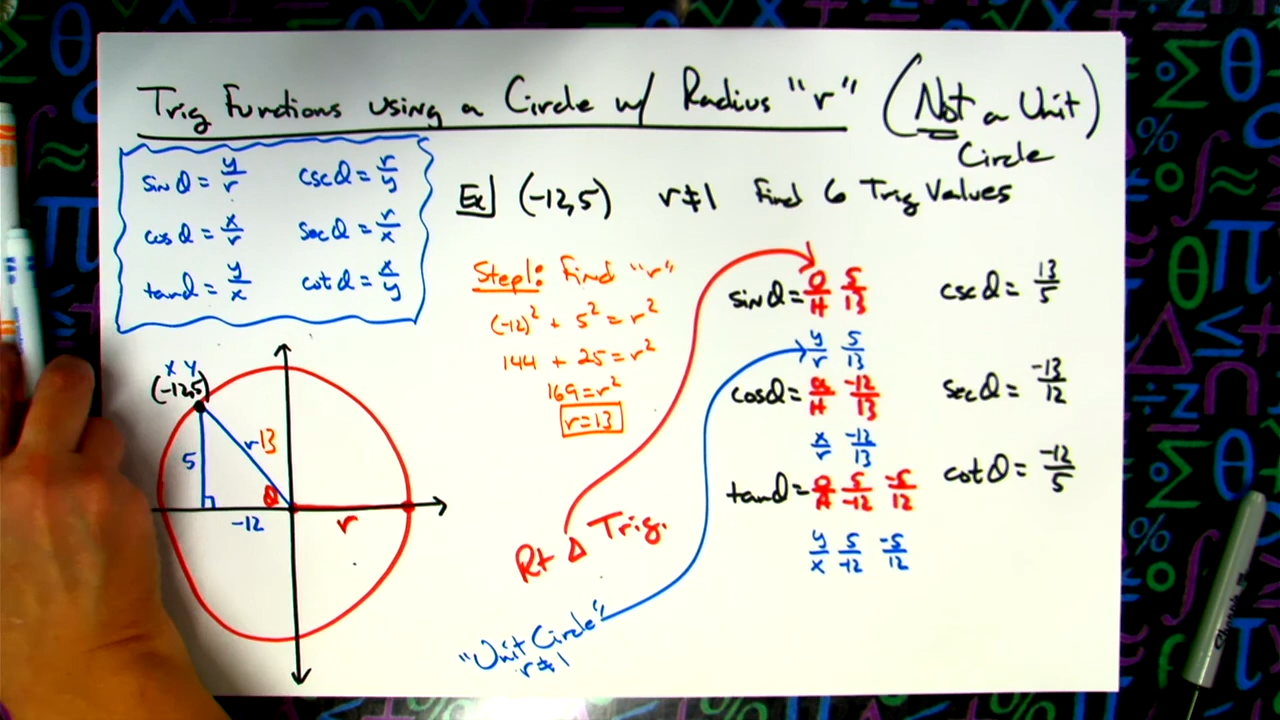 Trig Functions using a Circle w/ Radius "r" (Not a Unit)
Circle
sin θ = y/r csc θ = r/y
cos θ = x/r sec θ = r/x
tan θ = y/x cot θ = x/y
Ex] (-12,5) r≠1 Find 6 Trig Values
Step1: Find "r"
(-12)² + 5² = r²
144 + 25 = r²
169 = r²
r = 13
sin θ = O/H 5/13 csc θ = 13/5
y/r 5/13
cos θ = a/H -12/13 sec θ = -13/12
x/r -12/13
tan θ = O/A 5/-12 -5/12 cot θ = -12/5
y/x 5/-12 -5/12
x y
(-12,5)
r 13
5
θ
-12
r
Rt Δ Trig.
"Unit Circle"
r≠1